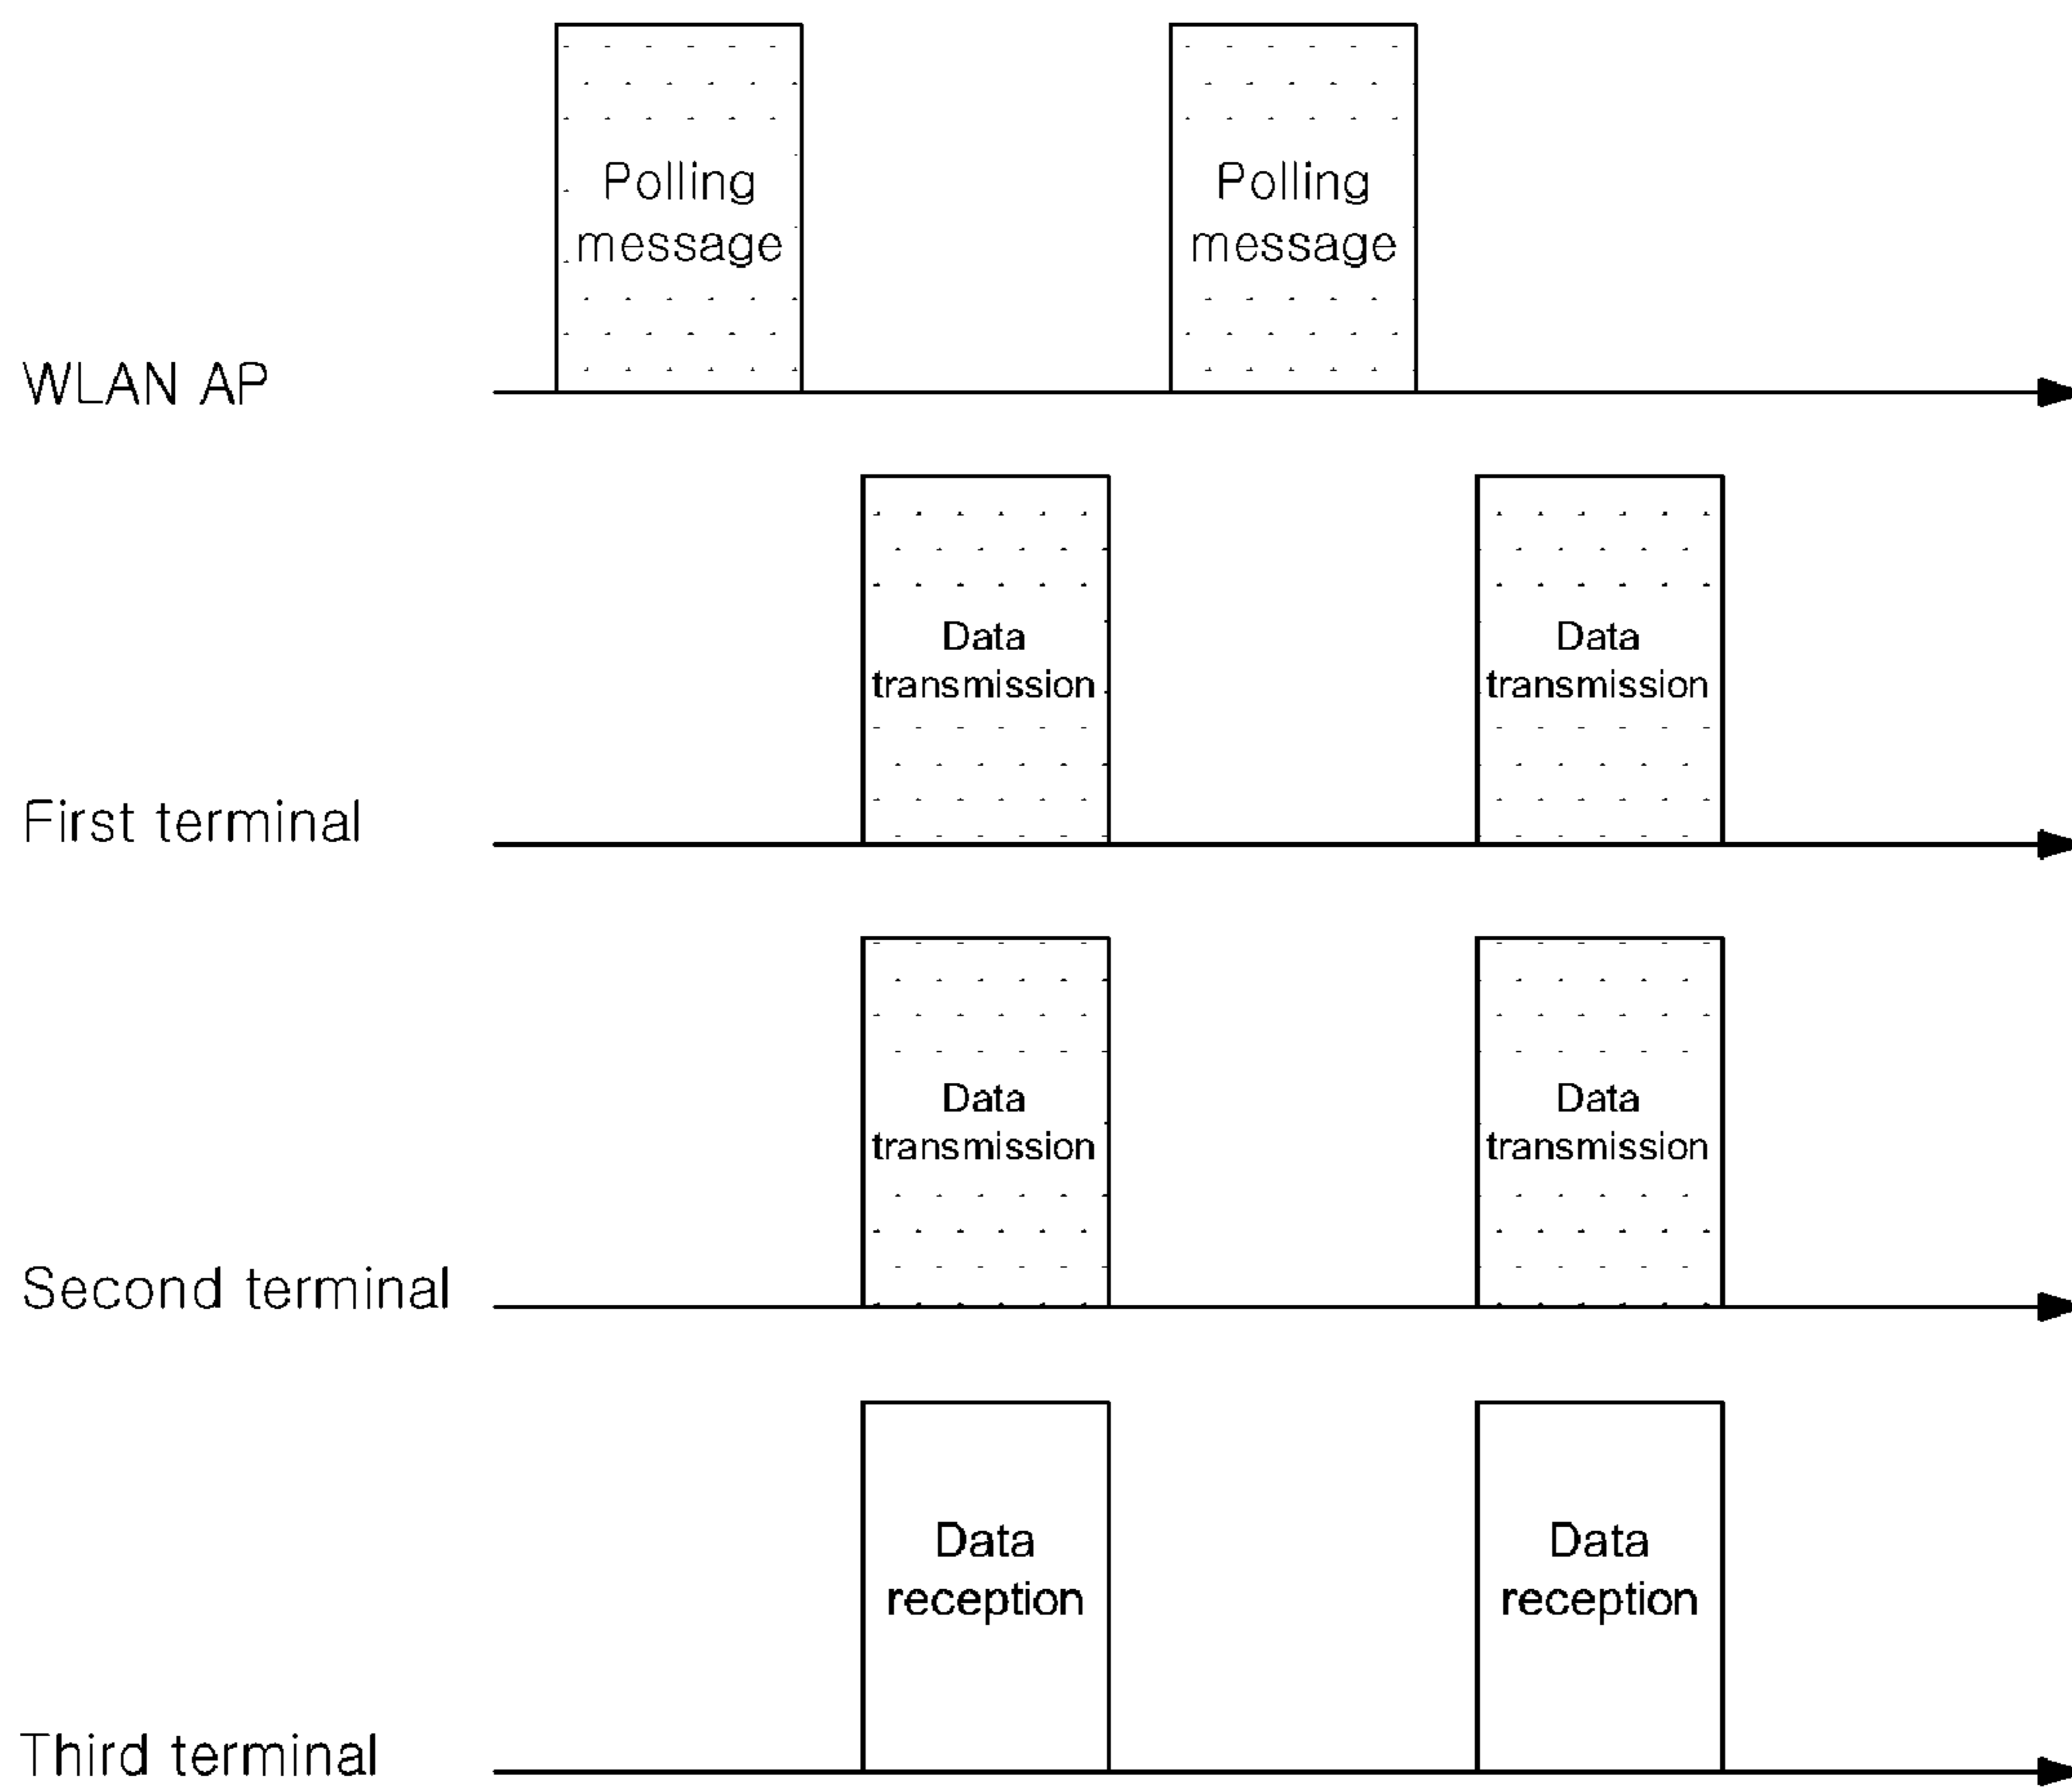 Polling
message
Polling
message
WLAN AP
Data
transmission
Data
transmission
First terminal
Data
transmission
Data
transmission
Second terminal
Data
reception
Data
reception
Third terminal